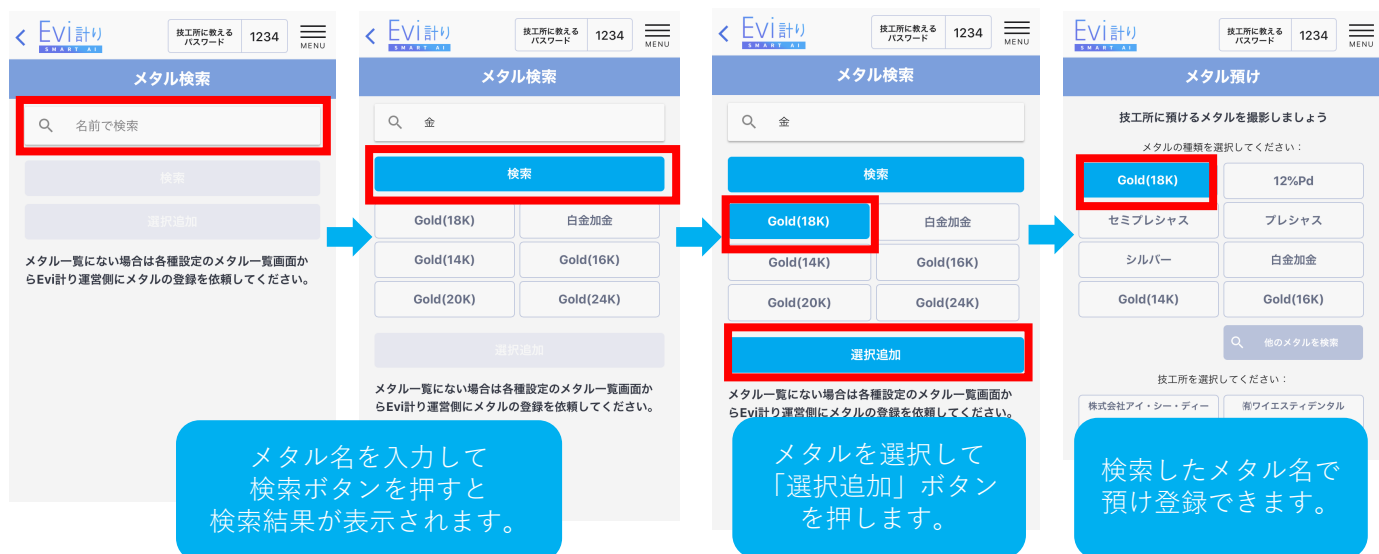 Evi計り
SMART AI
技工所に教える
パスワード
1234
MENU
メタル検索
名前で検索
検索
選択追加
メタル一覧にない場合は各種設定のメタル一覧画面か
らEvi計り運営側にメタルの登録を依頼してください。
Evi計り
SMART AI
技工所に教える
パスワード
1234
MENU
メタル検索
金
検索
Gold(18K)
白金加金
Gold(14K)
Gold(16K)
Gold(20K)
Gold(24K)
選択追加
メタル一覧にない場合は各種設定のメタル一覧画面か
らEvi計り運営側にメタルの登録を依頼してください。
メタル名を入力して
検索ボタンを押すと
検索結果が表示されます。
Evi計り
SMART AI
技工所に教える
パスワード
1234
MENU
メタル検索
金
検索
Gold(18K)
白金加金
Gold(14K)
Gold(16K)
Gold(20K)
Gold(24K)
選択追加
メタル一覧にない場合は各種設定のメタル一覧画面か
らEvi計り運営側にメタルの登録を依頼してください。
メタルを選択して
「選択追加」ボタン
を押します。
Evi計り
SMART AI
技工所に教える
パスワード
1234
MENU
メタル預け
技工所に預けるメタルを撮影しましょう
メタルの種類を選択してください：
Gold(18K)
12%Pd
セミプレシャス
プレシャス
シルバー
白金加金
Gold(14K)
Gold(16K)
他のメタルを検索
技工所を選択してください：
株式会社アイ・シー・ディー
㈲ワイエスティデンタル
検索したメタル名で
預け登録できます。